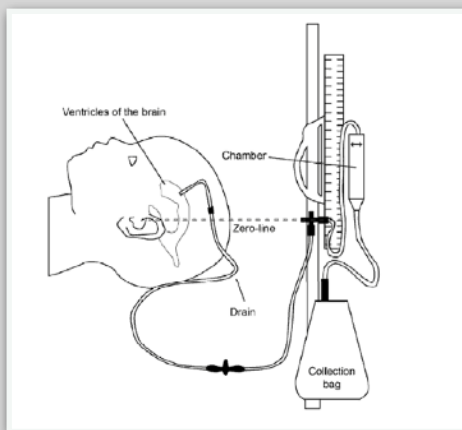 Ventricles of the brain
Chamber
Zero-line
Drain
Collection
bag